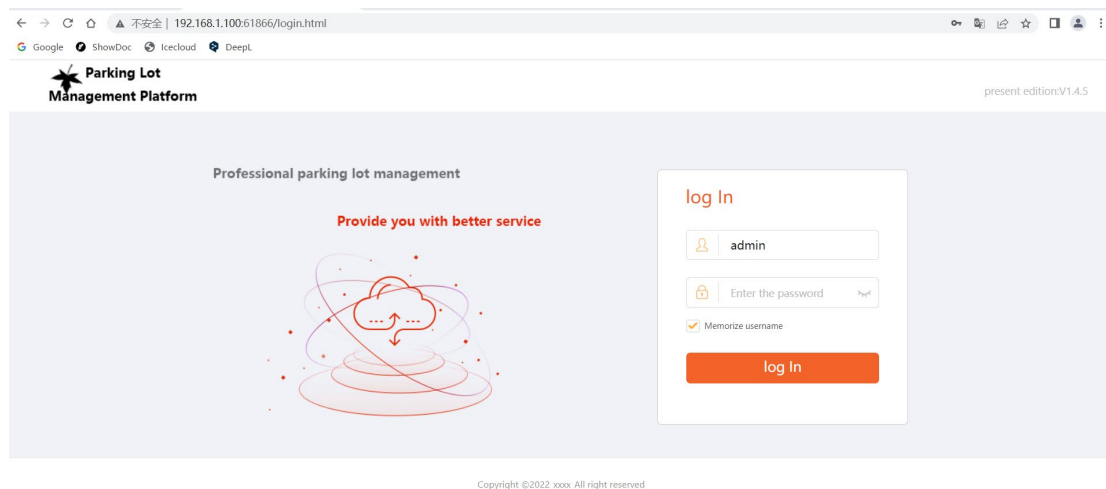 不安全 | 192.168.1.100:61866/login.html
Google ShowDoc Icecloud DeepL
Parking Lot
Management Platform
present edition:V1.4.5
Professional parking lot management
Provide you with better service
log In
admin
Enter the password
Memorize username
log In
Copyright ©2022 xxxx All right reserved